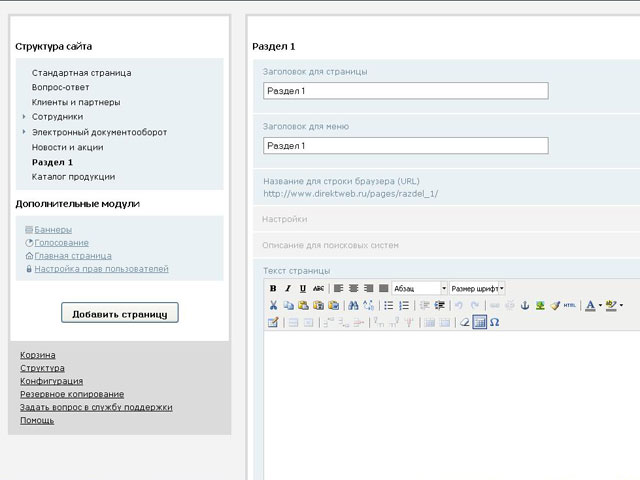 Структура сайта
Стандартная страница
Вопрос-ответ
Клиенты и партнеры
Сотрудники
Электронный документооборот
Новости и акции
Раздел 1
Каталог продукции
Дополнительные модули
Баннеры
Голосование
Главная страница
Настройка прав пользователей
Добавить страницу
Корзина
Структура
Конфигурация
Резервное копирование
Задать вопрос в службу поддержки
Помощь
Раздел 1
Заголовок для страницы
Раздел 1
Заголовок для меню
Раздел 1
Название для строки браузера (URL)
http://www.direktweb.ru/pages/razdel_1/
Настройки
Описание для поисковых систем
Текст страницы
B I U ABC Абзац Размер шрифт
HTML A ab
Ω